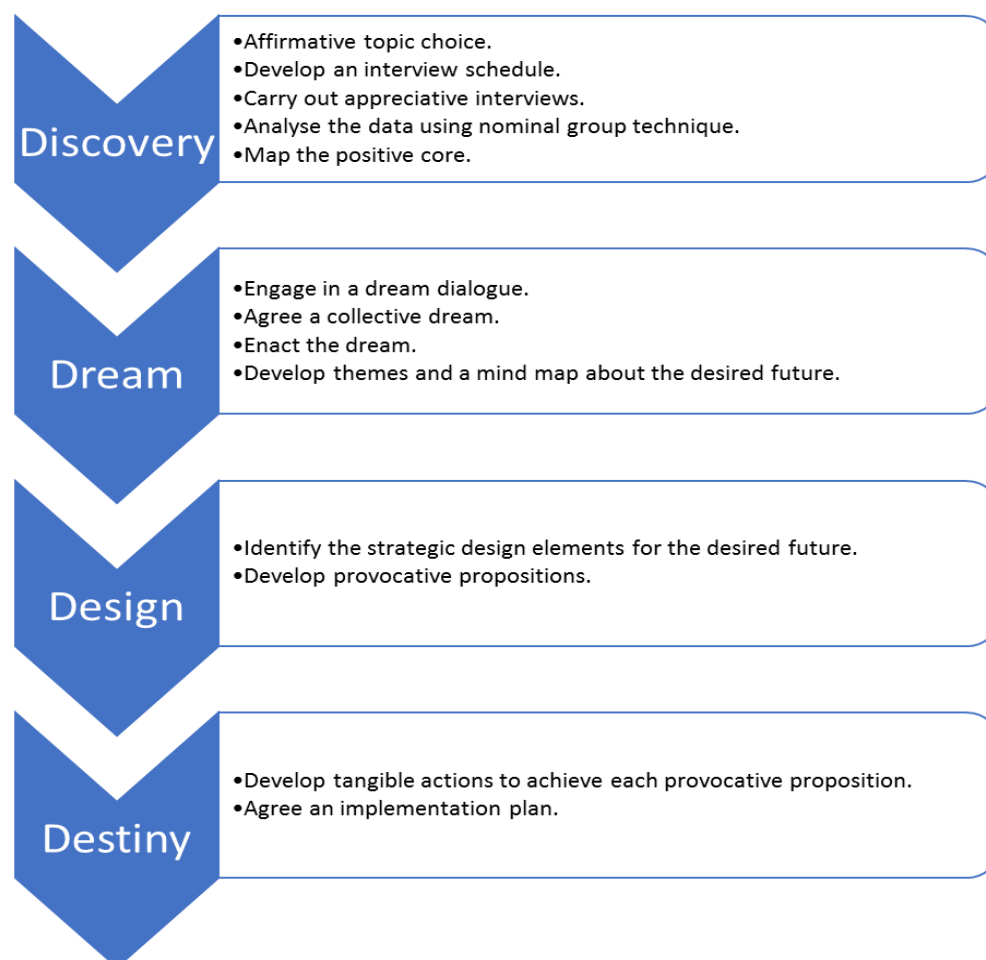 Discovery
•Affirmative topic choice.
•Develop an interview schedule.
•Carry out appreciative interviews.
•Analyse the data using nominal group technique.
•Map the positive core.
Dream
•Engage in a dream dialogue.
•Agree a collective dream.
•Enact the dream.
•Develop themes and a mind map about the desired future.
Design
•Identify the strategic design elements for the desired future.
•Develop provocative propositions.
Destiny
•Develop tangible actions to achieve each provocative proposition.
•Agree an implementation plan.